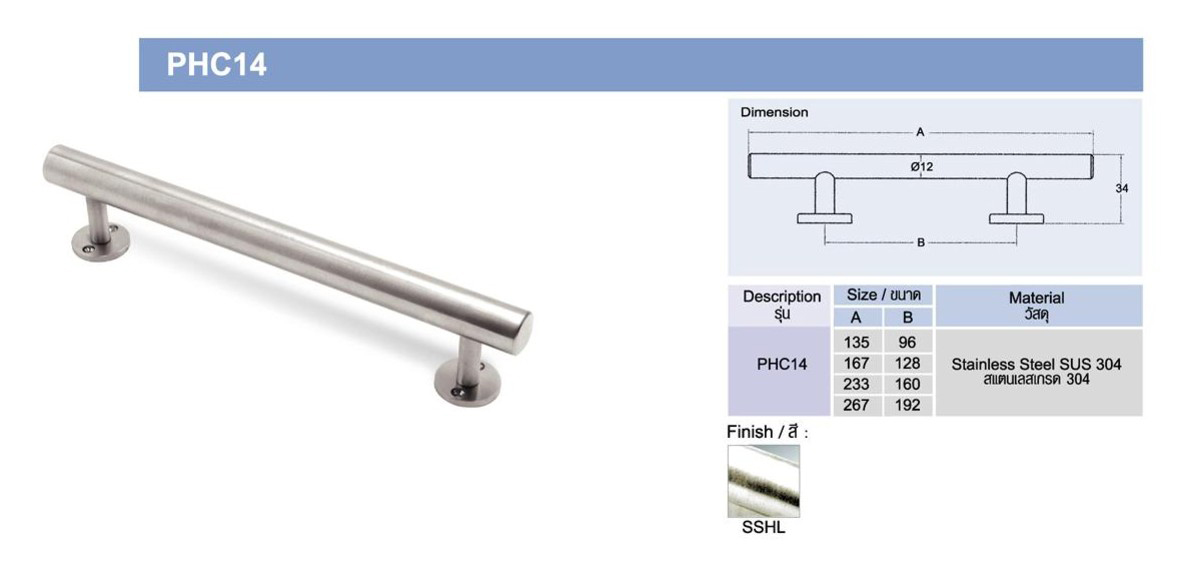 PHC14
Dimension
A
Ø12
34
B
Description
รุ่น
Size / ขนาด
A B
Material
วัสดุ
PHC14
135 96
167 128
233 160
267 192
Stainless Steel SUS 304
สแตนเลสเกรด 304
Finish / สี :
SSHL